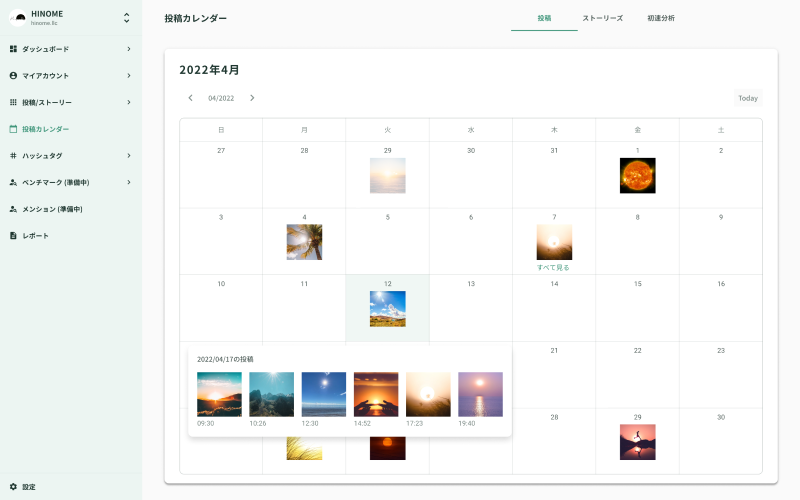 HINOME
hinome.llc
ダッシュボード
マイアカウント
投稿/ストーリー
投稿カレンダー
ハッシュタグ
ベンチマーク (準備中)
メンション (準備中)
レポート
設定
投稿カレンダー
投稿 ストーリーズ 初速分析
2022年4月
04/2022
Today
日 月 火 水 木 金 土
27 28 29 30 31 1 2
3 4 5 6 7 8 9
すべて見る
10 11 12 13 14 15 16
21 22 23
2022/04/17の投稿
09:30 10:26 12:30 14:52 17:23 19:40
28 29 30